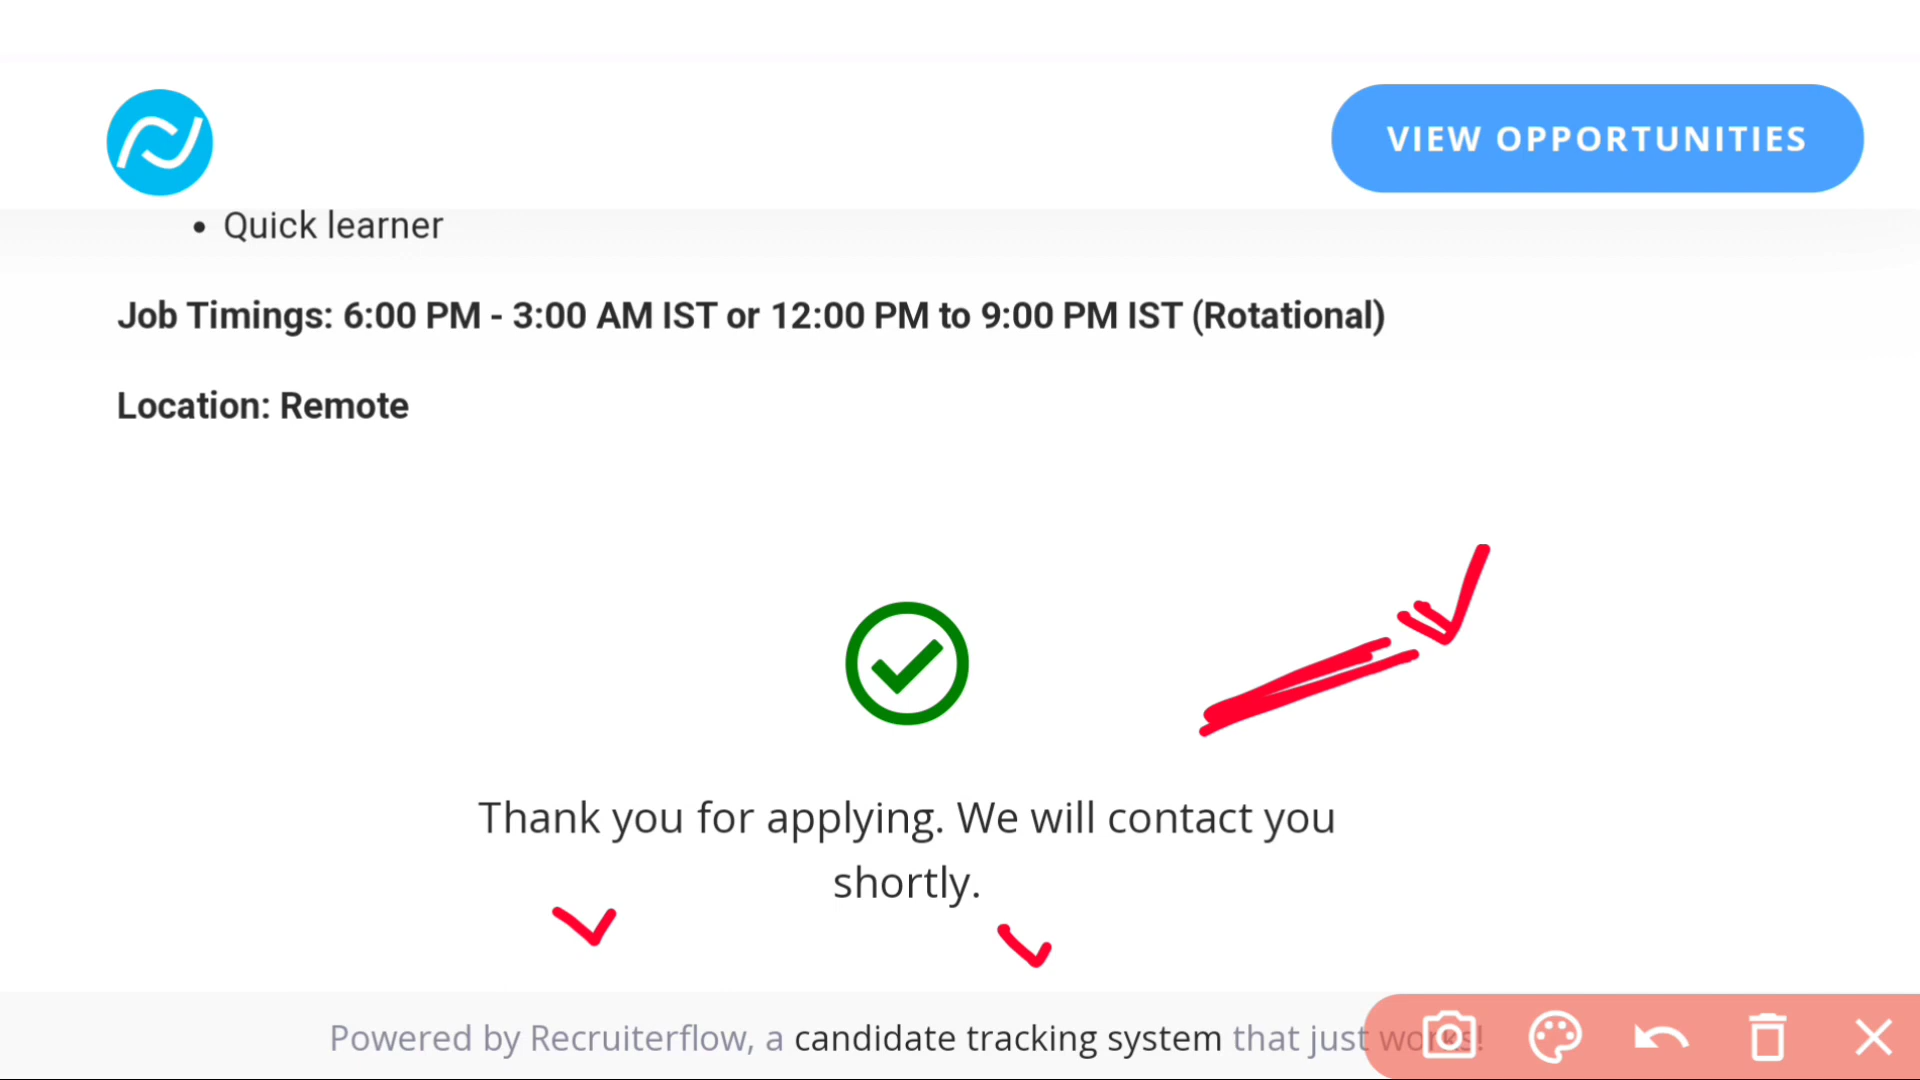 VIEW OPPORTUNITIES
• Quick learner
Job Timings: 6:00 PM - 3:00 AM IST or 12:00 PM to 9:00 PM IST (Rotational)
Location: Remote
Thank you for applying. We will contact you
shortly.
Powered by Recruiterflow, a candidate tracking system that just works!